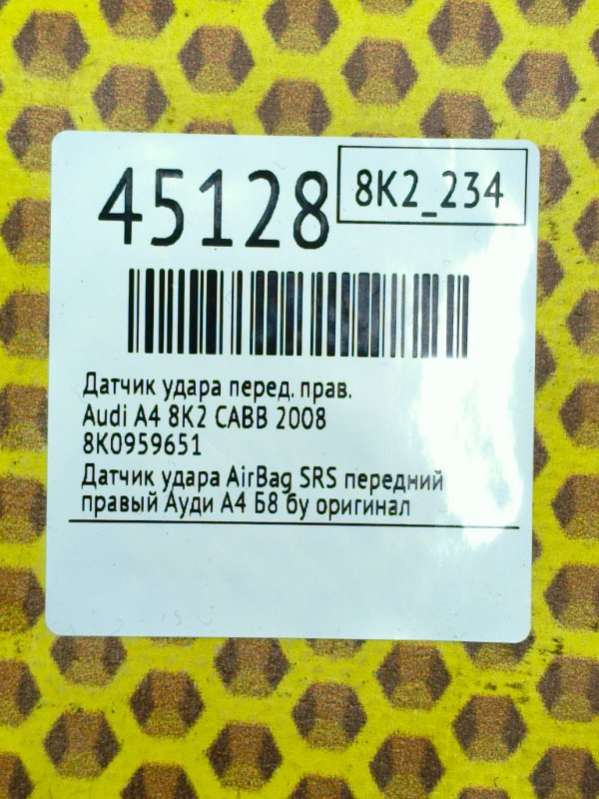 45128
8K2_234
Датчик удара перед. прав.
Audi A4 8K2 CABB 2008
8K0959651
Датчик удара AirBag SRS передний
правый Ауди А4 Б8 бу оригинал